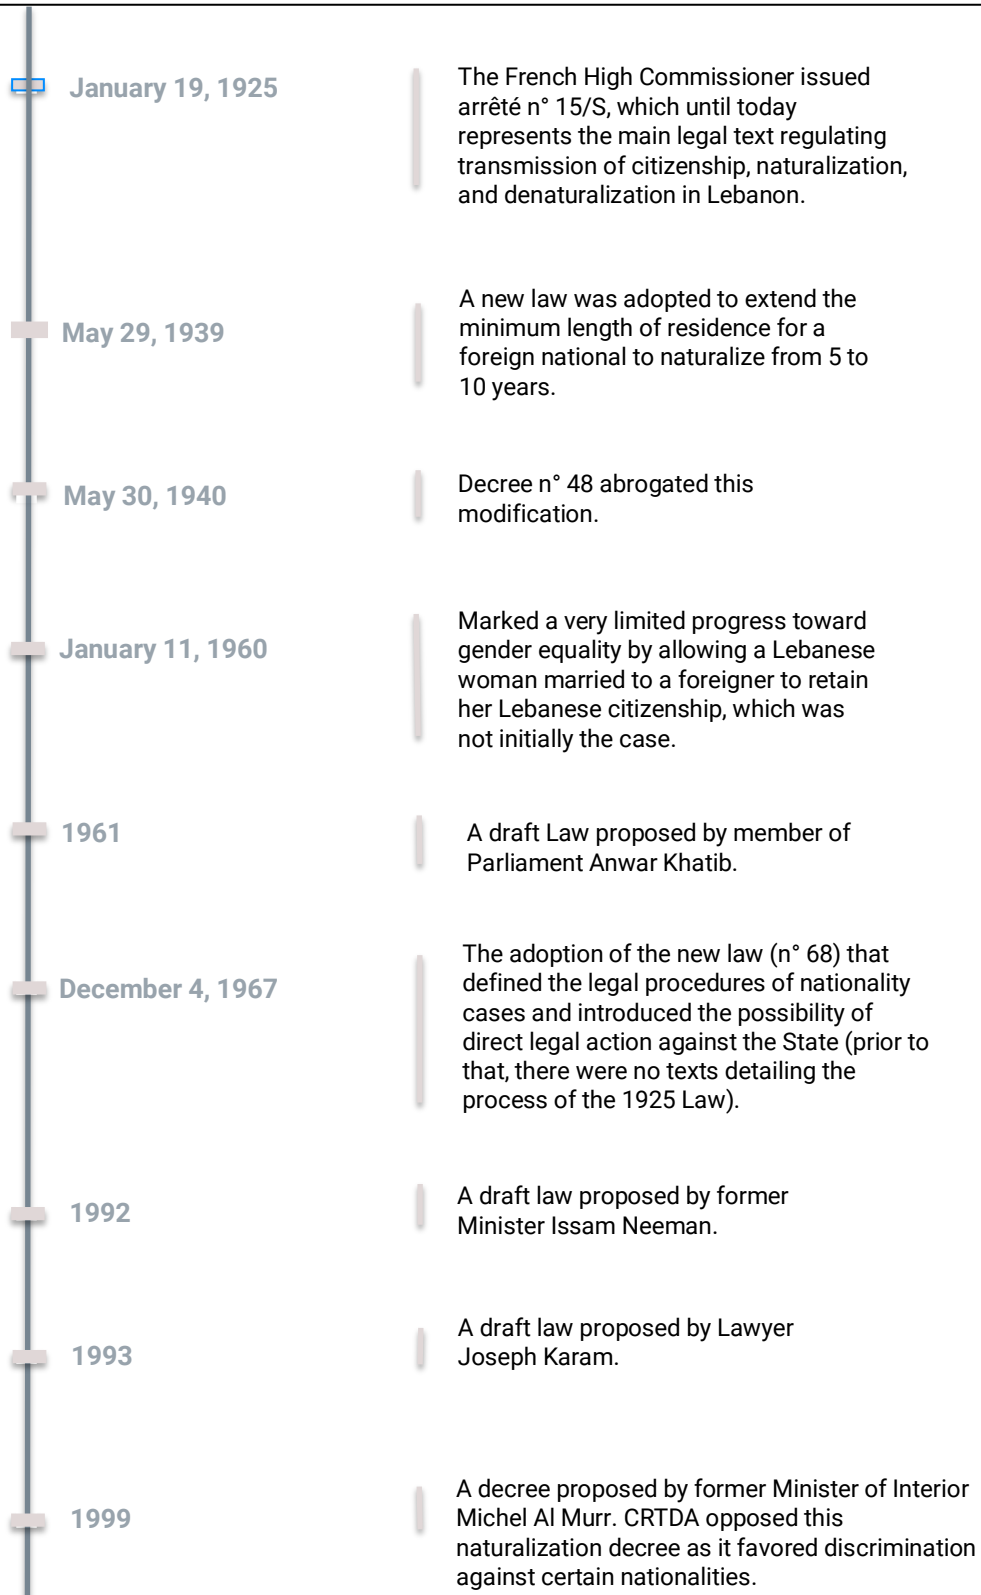 January 19, 1925
The French High Commissioner issued
arrêté n° 15/S, which until today
represents the main legal text regulating
transmission of citizenship, naturalization,
and denaturalization in Lebanon.
May 29, 1939
A new law was adopted to extend the
minimum length of residence for a
foreign national to naturalize from 5 to
10 years.
May 30, 1940
Decree n° 48 abrogated this
modification.
January 11, 1960
Marked a very limited progress toward
gender equality by allowing a Lebanese
woman married to a foreigner to retain
her Lebanese citizenship, which was
not initially the case.
1961
A draft Law proposed by member of
Parliament Anwar Khatib.
December 4, 1967
The adoption of the new law (n° 68) that
defined the legal procedures of nationality
cases and introduced the possibility of
direct legal action against the State (prior to
that, there were no texts detailing the
process of the 1925 Law).
1992
A draft law proposed by former
Minister Issam Neeman.
1993
A draft law proposed by Lawyer
Joseph Karam.
1999
A decree proposed by former Minister of Interior
Michel Al Murr. CRTDA opposed this
naturalization decree as it favored discrimination
against certain nationalities.